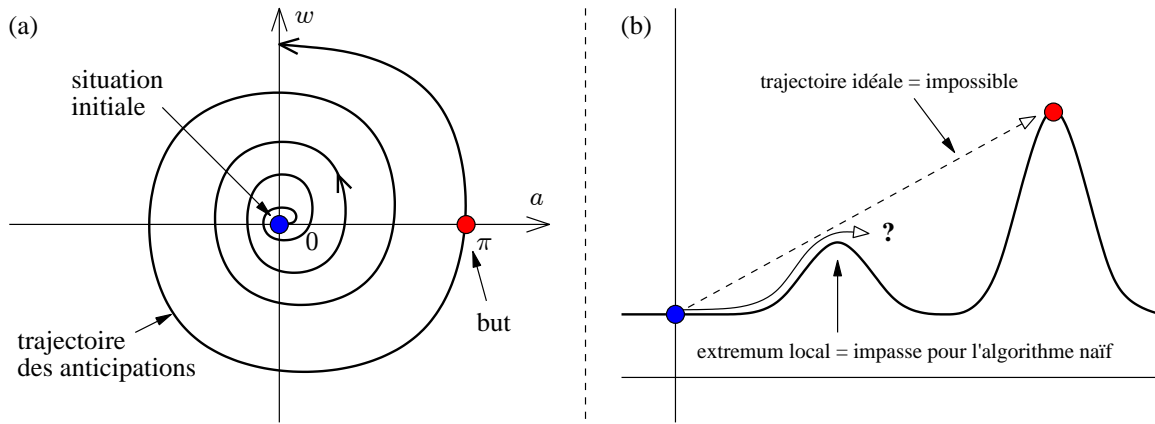 (a)
w
situation
initiale
a
0
π
but
trajectoire
des anticipations
(b)
trajectoire idéale = impossible
?
extremum local = impasse pour l'algorithme naïf